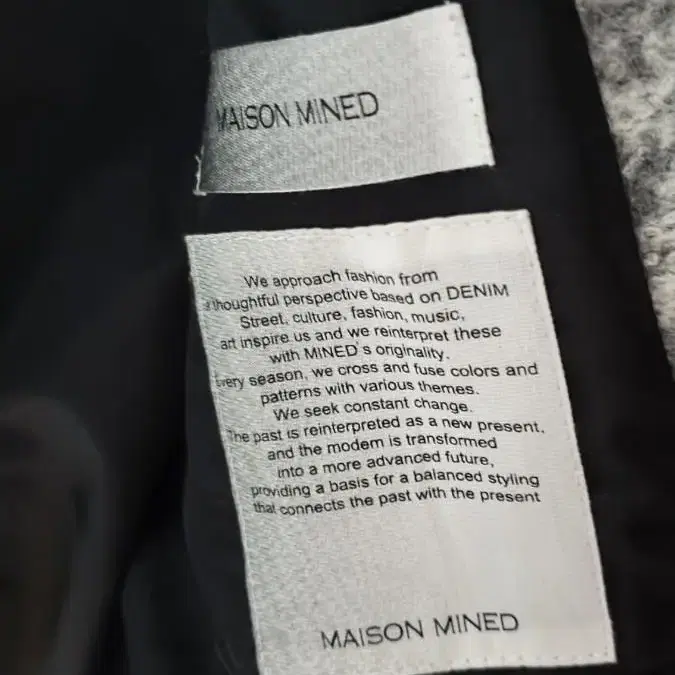 MAISON MINED
We approach fashion from
a thoughtful perspective based on DENIM
Street, culture, fashion, music,
art inspire us and we reinterpret these
with MINED's originality.
Every season, we cross and fuse colors and
patterns with various themes.
We seek constant change.
The past is reinterpreted as a new present,
and the modern is transformed
into a more advanced future,
providing a basis for a balanced styling
that connects the past with the present
MAISON MINED